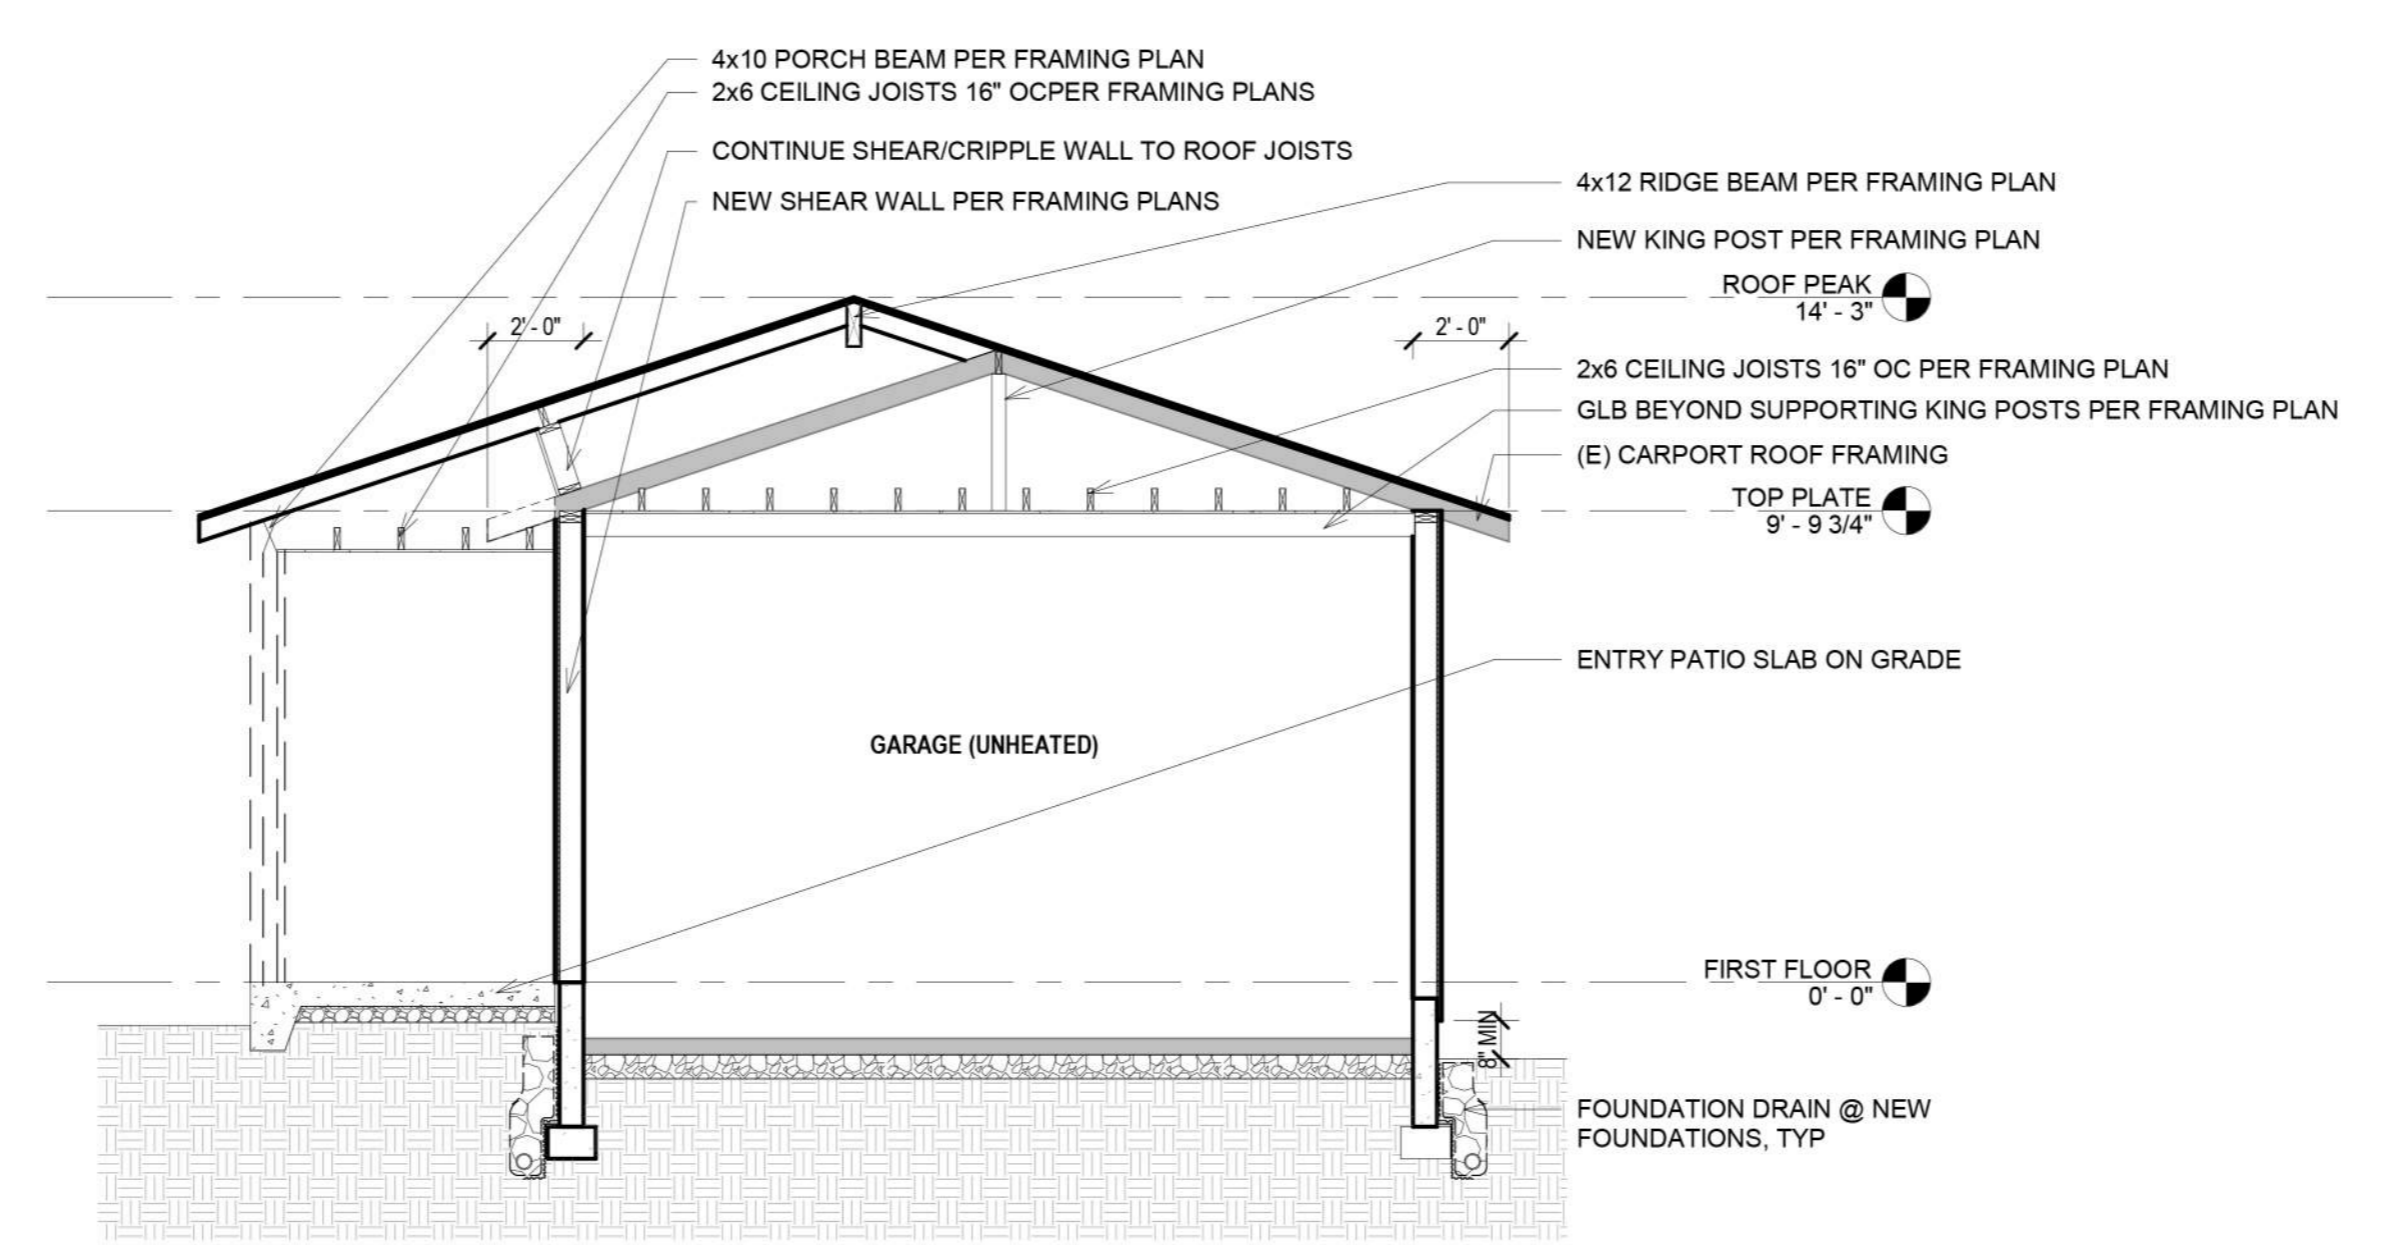 4x10 PORCH BEAM PER FRAMING PLAN
2x6 CEILING JOISTS 16" OCPER FRAMING PLANS
CONTINUE SHEAR/CRIPPLE WALL TO ROOF JOISTS
NEW SHEAR WALL PER FRAMING PLANS
4x12 RIDGE BEAM PER FRAMING PLAN
NEW KING POST PER FRAMING PLAN
ROOF PEAK
14' - 3"
2' - 0"
2' - 0"
2x6 CEILING JOISTS 16" OC PER FRAMING PLAN
GLB BEYOND SUPPORTING KING POSTS PER FRAMING PLAN
(E) CARPORT ROOF FRAMING
TOP PLATE
9' - 9 3/4"
ENTRY PATIO SLAB ON GRADE
GARAGE (UNHEATED)
FIRST FLOOR
0' - 0"
8" MIN
FOUNDATION DRAIN @ NEW
FOUNDATIONS, TYP